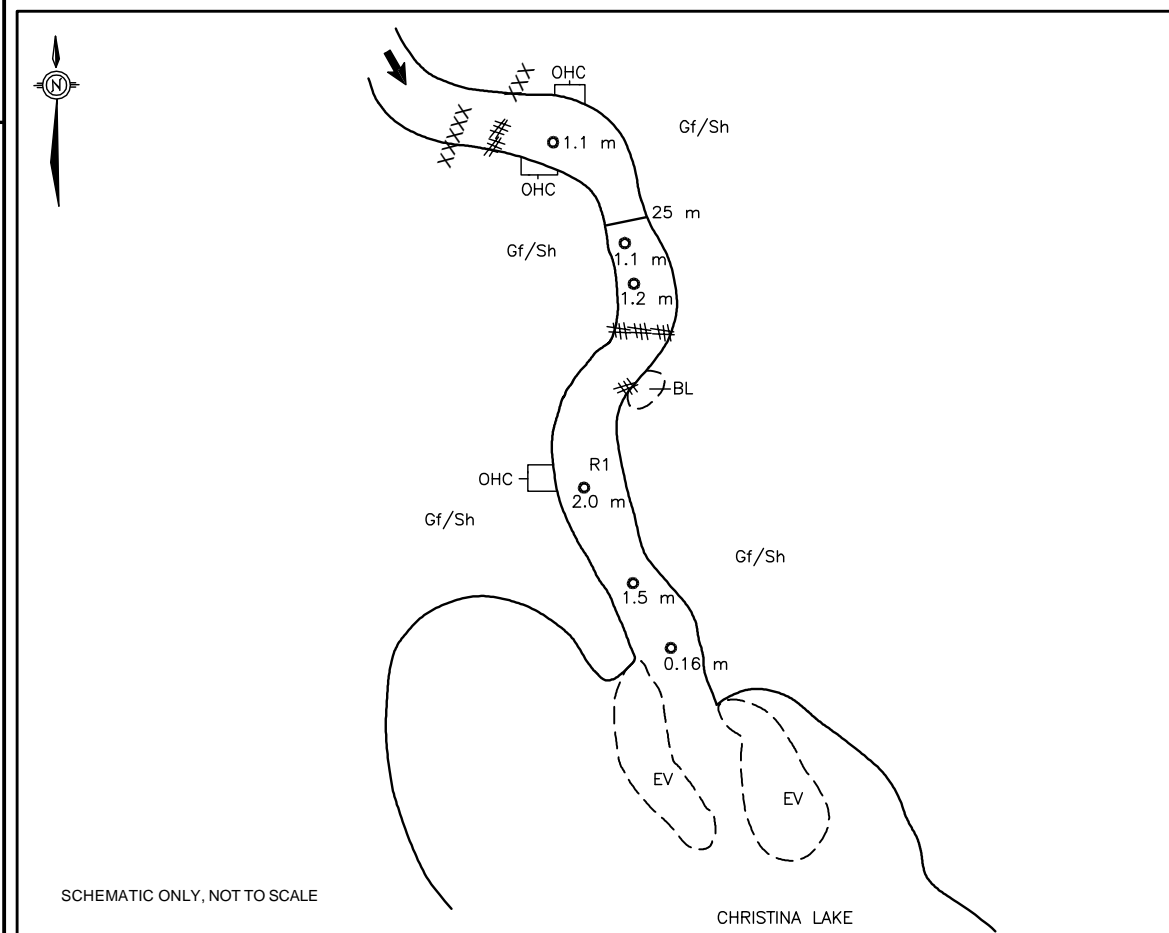 OHC
N
Gf/Sh
1.1 m
OHC
25 m
Gf/Sh
1.1 m
1.2 m
BL
R1
OHC
2.0 m
Gf/Sh
Gf/Sh
1.5 m
0.16 m
EV
EV
SCHEMATIC ONLY, NOT TO SCALE
CHRISTINA LAKE